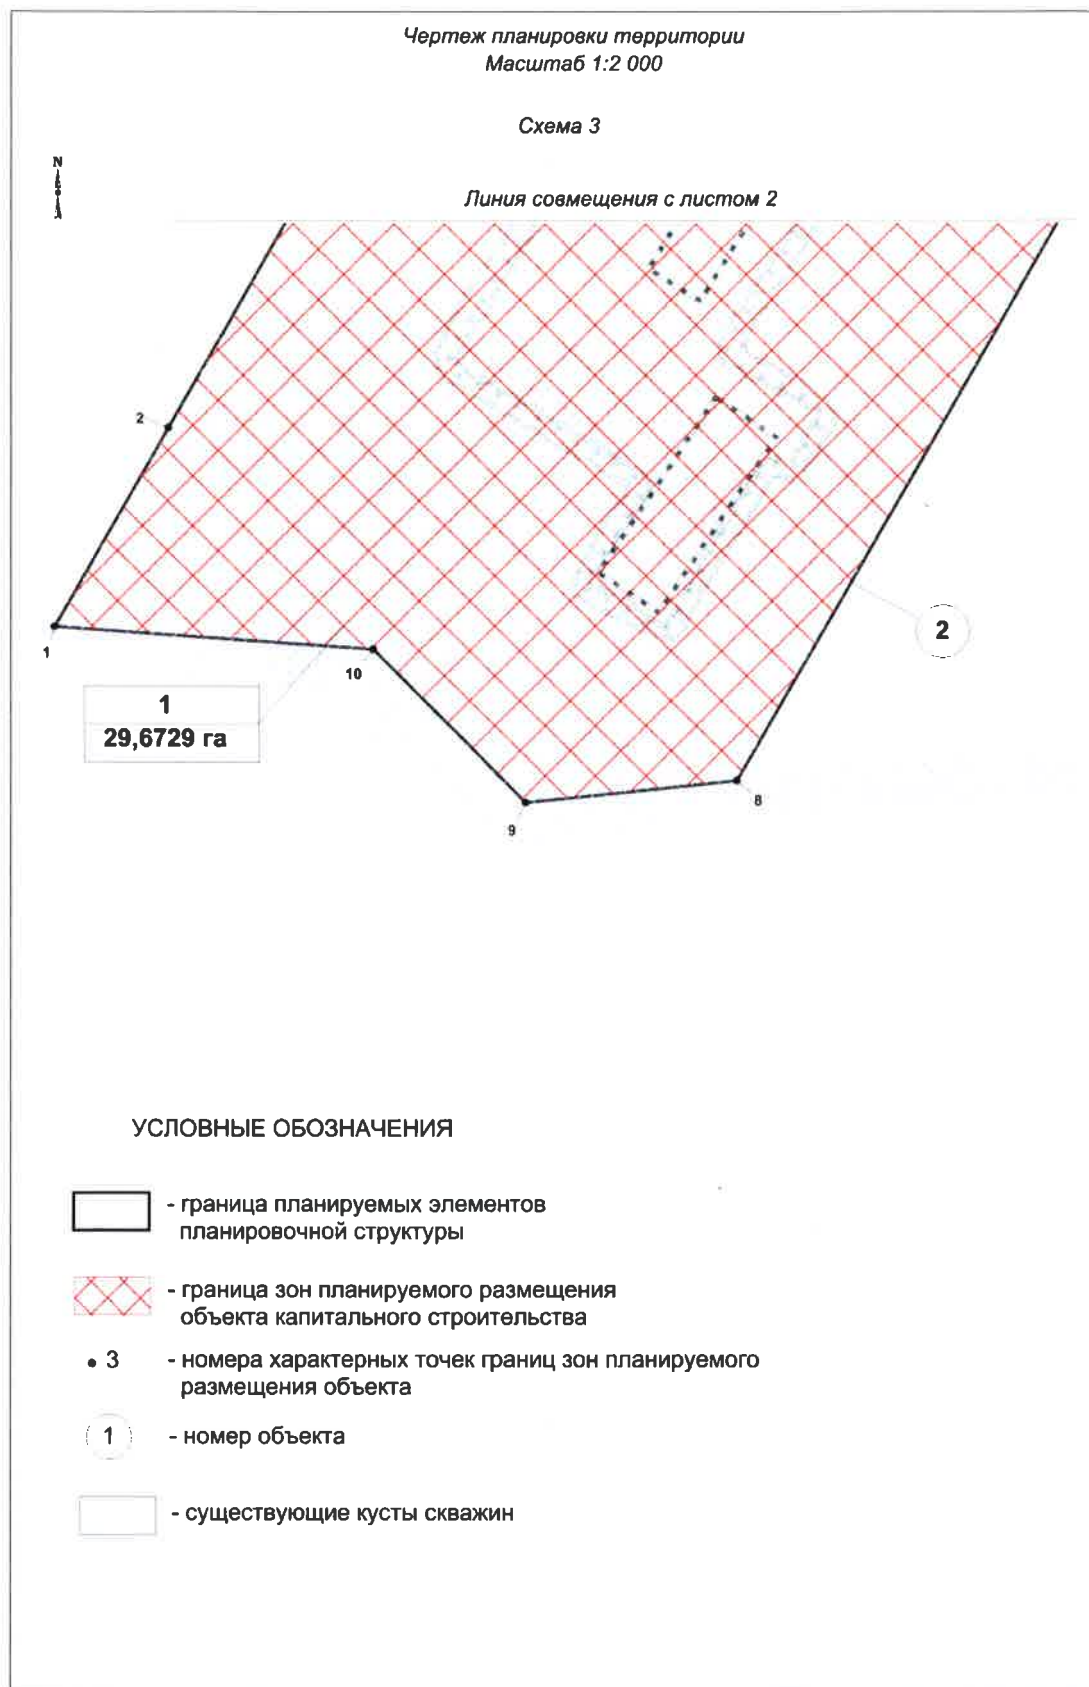 Чертеж планировки территории
Масштаб 1:2 000
Схема 3
N
Линия совмещения с листом 2
2
1
10
2
1
29,6729 га
8
9
УСЛОВНЫЕ ОБОЗНАЧЕНИЯ
- граница планируемых элементов
планировочной структуры
- граница зон планируемого размещения
объекта капитального строительства
3 - номера характерных точек границ зон планируемого
размещения объекта
1 - номер объекта
- существующие кусты скважин